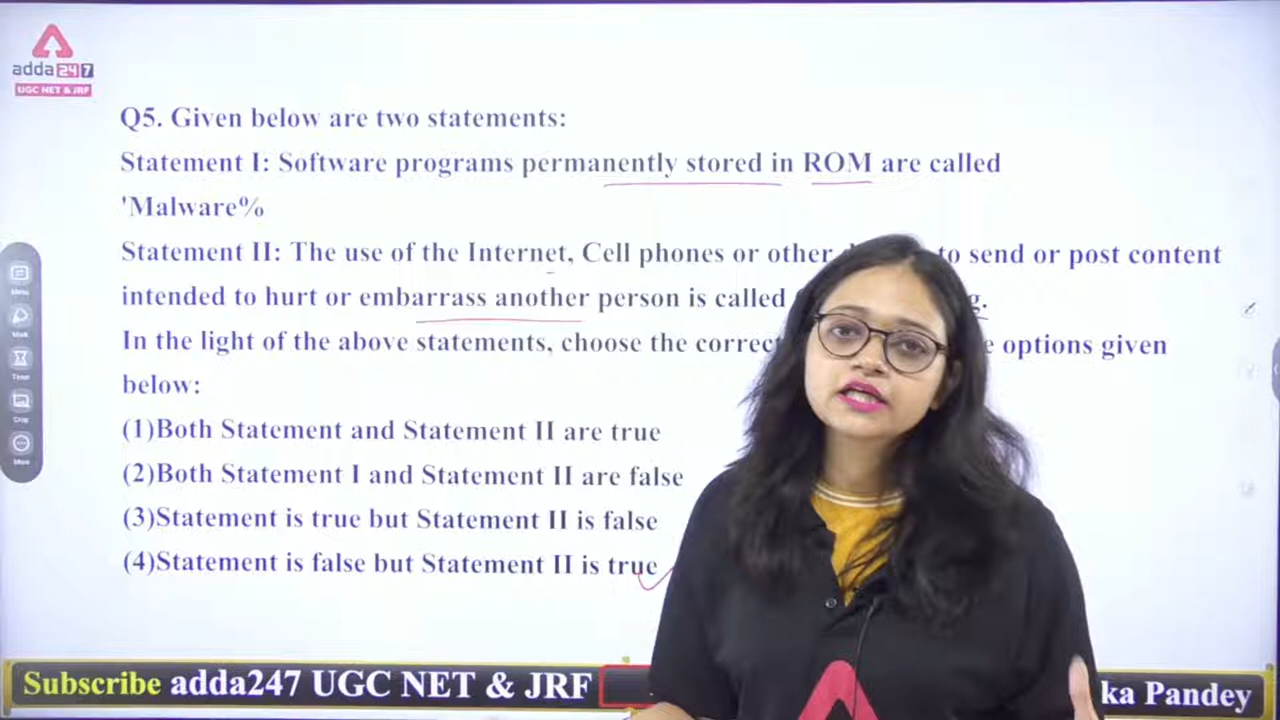 adda247
UGC NET & JRF
Q5. Given below are two statements:
Statement I: Software programs permanently stored in ROM are called
'Malware%
Statement II: The use of the Internet, Cell phones or other to send or post content
intended to hurt or embarrass another person is called
In the light of the above statements, choose the correct options given
below:
(1)Both Statement and Statement II are true
(2)Both Statement I and Statement II are false
(3)Statement is true but Statement II is false
(4)Statement is false but Statement II is true
Menu
Timer
Crop
More
Subscribe adda247 UGC NET & JRF
ka Pandey